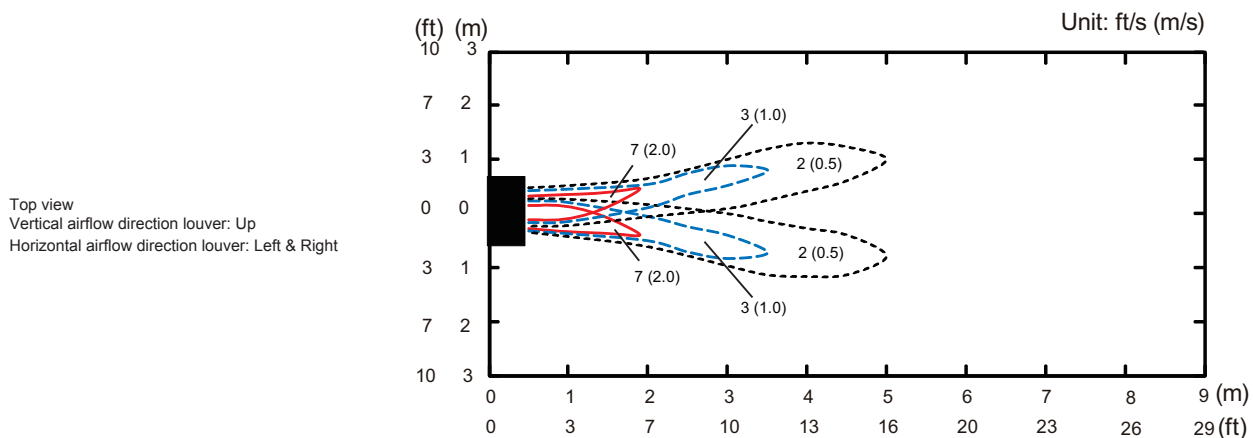 Unit: ft/s (m/s)
(ft) (m)
10 3
7 2
3 1
0 0
3 1
7 2
10 3
Top view
Vertical airflow direction louver: Up
Horizontal airflow direction louver: Left & Right
3 (1.0)
7 (2.0)
2 (0.5)
2 (0.5)
7 (2.0)
3 (1.0)
0 1 2 3 4 5 6 7 8 9 (m)
0 3 7 10 13 16 20 23 26 29 (ft)